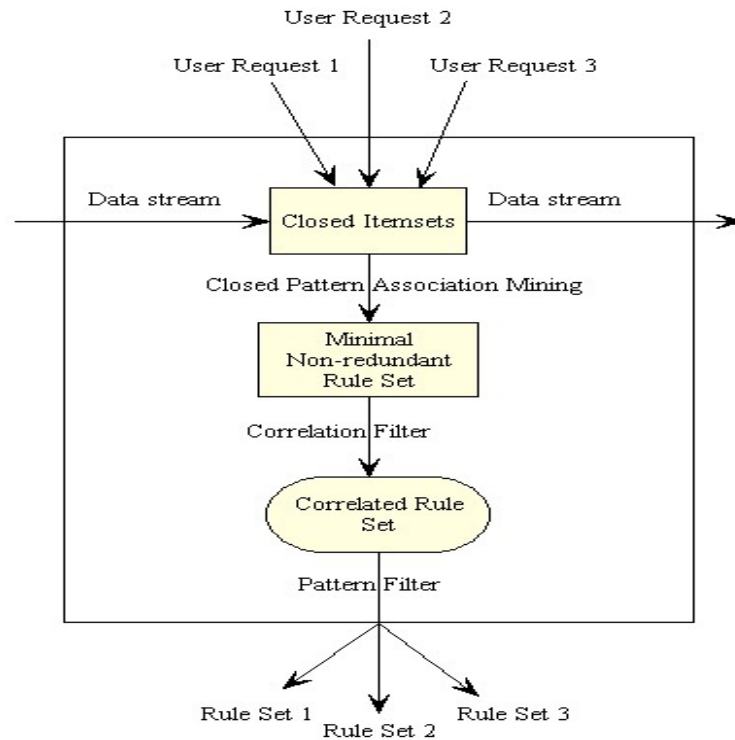 User Request 2
User Request 1
User Request 3
Data stream
Data stream
Closed Itemsets
Closed Pattern Association Mining
Minimal
Non-redundant
Rule Set
Correlation Filter
Correlated Rule
Set
Pattern Filter
Rule Set 1
Rule Set 2
Rule Set 3